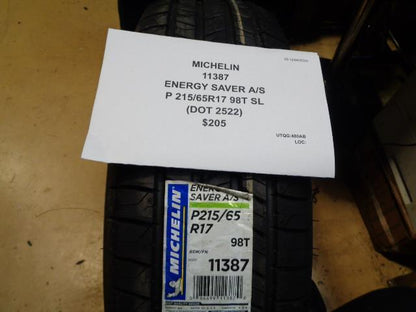 MICHELIN
11387
ENERGY SAVER A/S
P 215/65R17 98T SL
(DOT 2522)
$205
UTQG:480AB
LOC:
MICHELIN
ENERGY
SAVER A/S
P215/65
R17
98T
11387